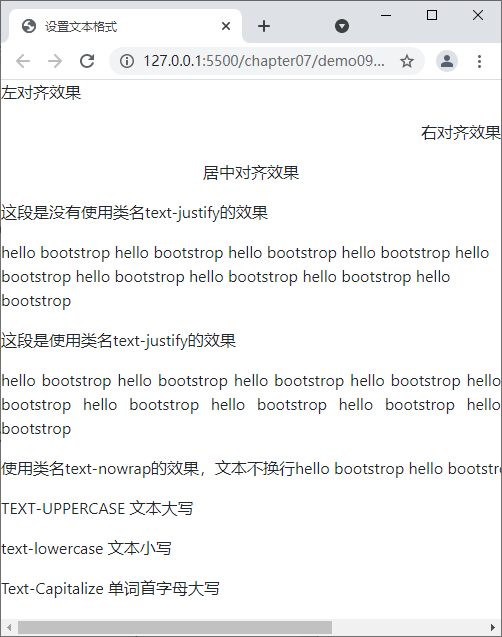 设置文本格式
127.0.0.1:5500/chapter07/demo09...
左对齐效果
右对齐效果
居中对齐效果
这段是没有使用类名text-justify的效果
hello bootstrop hello bootstrop hello bootstrop hello bootstrop hello
bootstrop hello bootstrop hello bootstrop hello bootstrop hello
bootstrop
这段是使用类名text-justify的效果
hello bootstrop hello bootstrop hello bootstrop hello bootstrop hello
bootstrop hello bootstrop hello bootstrop hello bootstrop hello
bootstrop
使用类名text-nowrap的效果，文本不换行hello bootstrop hello bootstr
TEXT-UPPERCASE 文本大写
text-lowercase 文本小写
Text-Capitalize 单词首字母大写